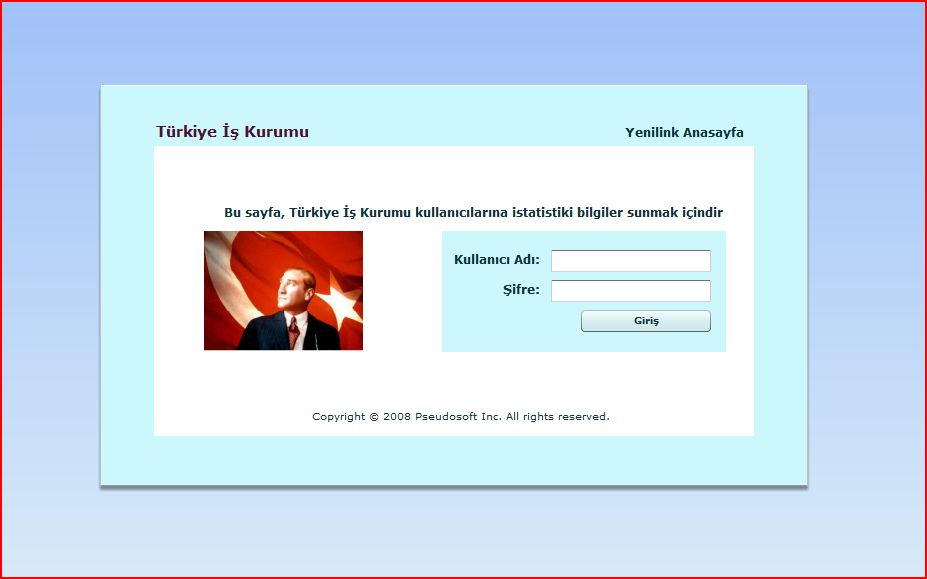 Türkiye İş Kurumu
Yenilink Anasayfa
Bu sayfa, Türkiye İş Kurumu kullanıcılarına istatistiki bilgiler sunmak içindir
Kullanıcı Adı:
Şifre:
Giriş
Copyright © 2008 Pseudosoft Inc. All rights reserved.